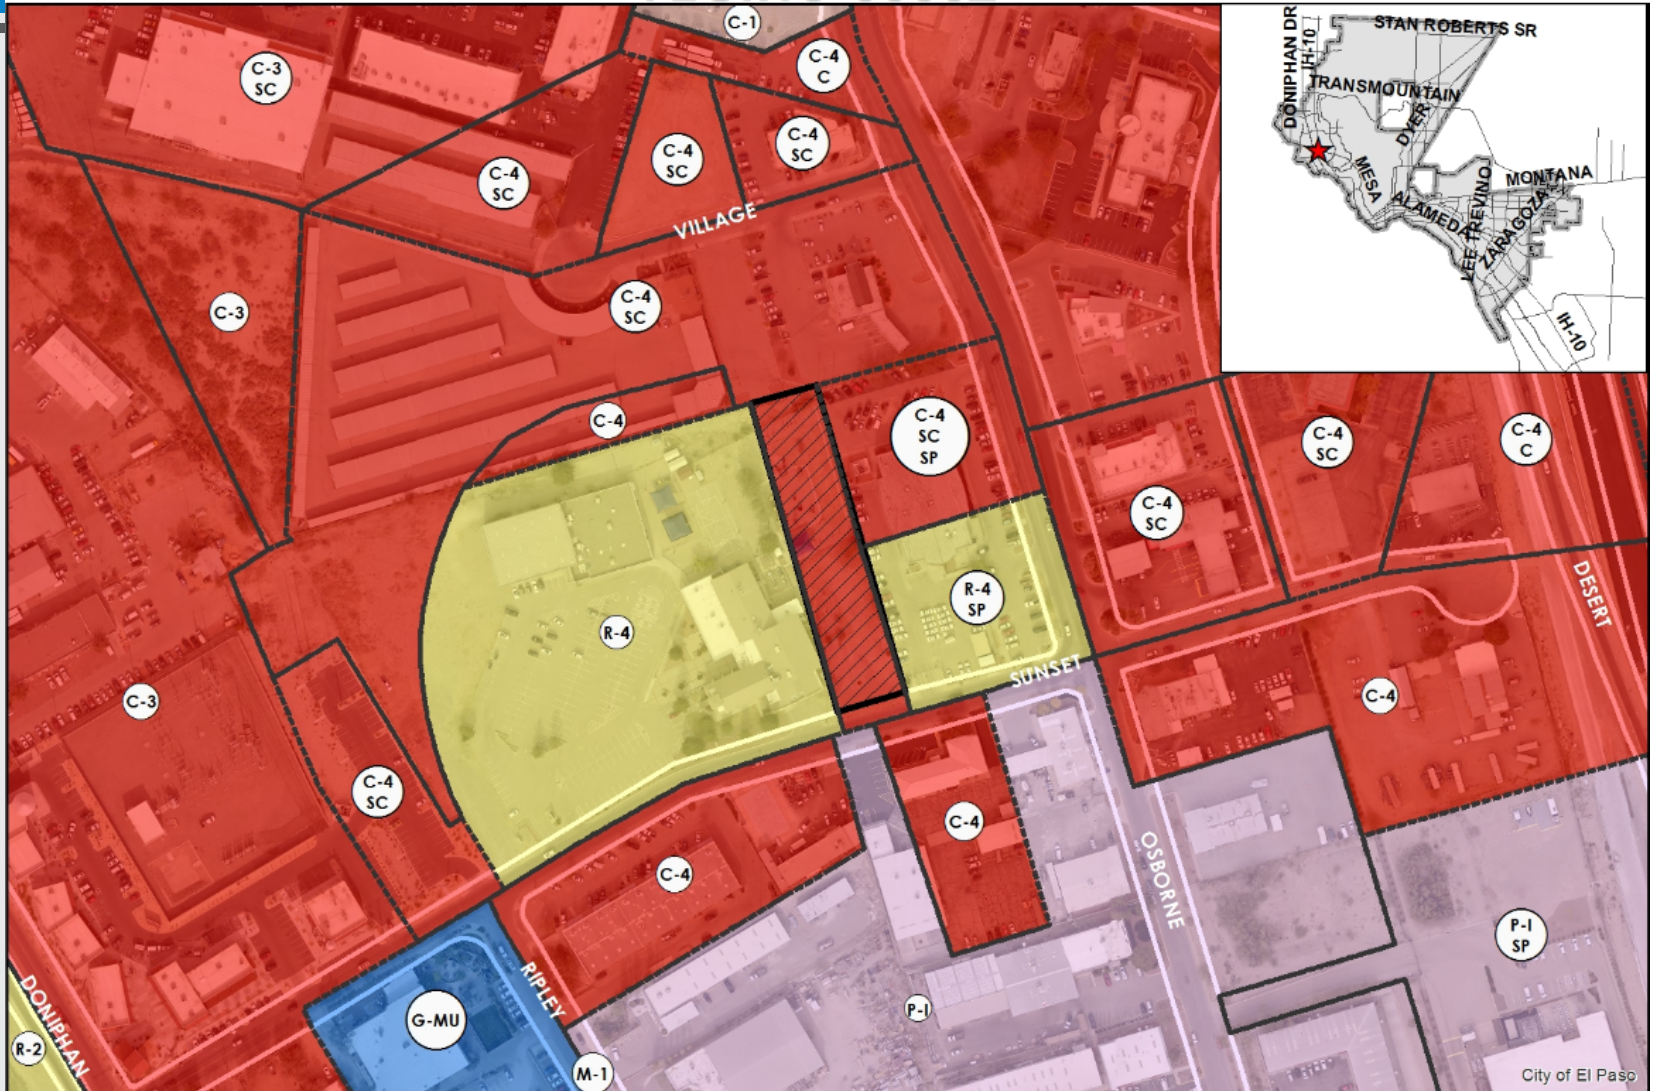 C-1
C-3
SC
C-4
C
C-4
SC
C-4
SC
C-4
SC
VILLAGE
C-3
C-4
SC
C-4
C-4
SC
SP
C-4
SC
C-4
C
C-4
SC
R-4
SP
R-4
DESERT
SUNSET
C-3
C-4
C-4
SC
C-4
C-4
OSBORNE
P-I
SP
RIPLEY
DONIPHAN
G-MU
P-I
R-2
M-1
City of El Paso
DONIPHAN DR
IH-10
STAN ROBERTS SR
TRANSMOUNTAIN
DYER
MESA
MONTANA
ALAMEDA
LEE TREVINO
ZARAGOZA
IH-10